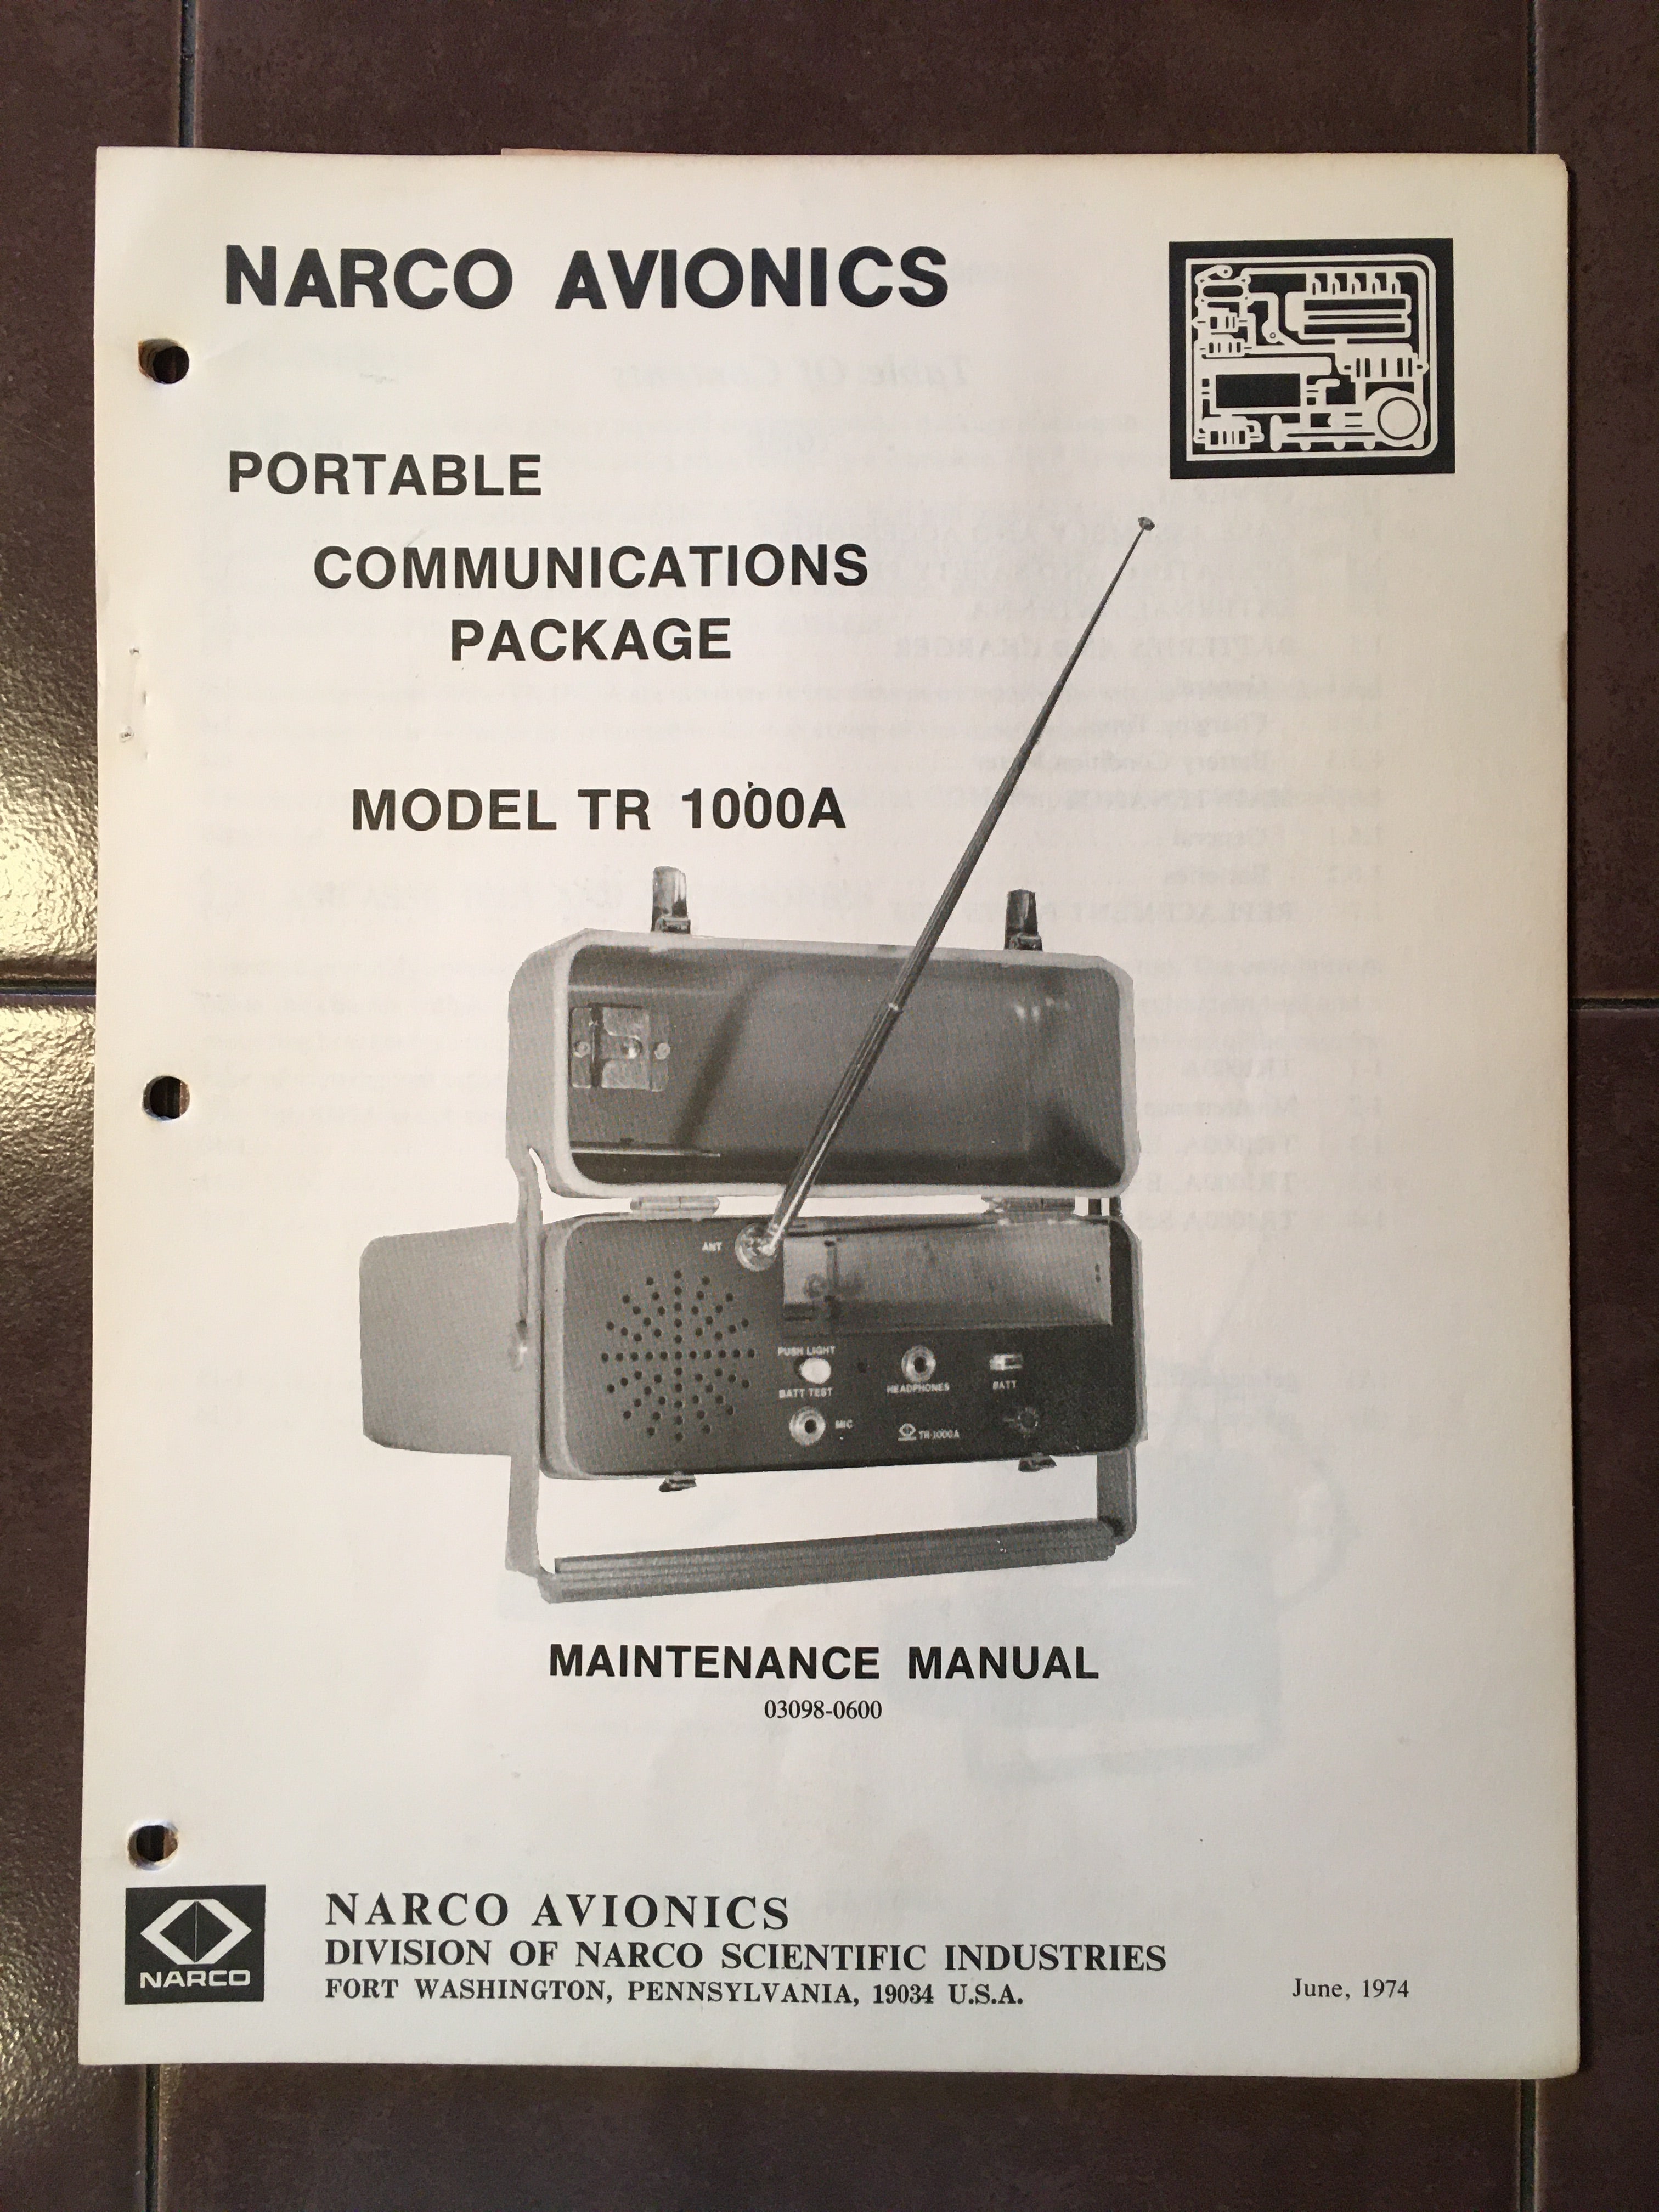 NARCO AVIONICS
PORTABLE
COMMUNICATIONS
PACKAGE
MODEL TR 1000A
ANT
PUSH LIGHT
BATT TEST
HEADPHONES
BATT
MIC
TR-1000A
MAINTENANCE MANUAL
03098-0600
NARCO
NARCO AVIONICS
DIVISION OF NARCO SCIENTIFIC INDUSTRIES
FORT WASHINGTON, PENNSYLVANIA, 19034 U.S.A.
June, 1974